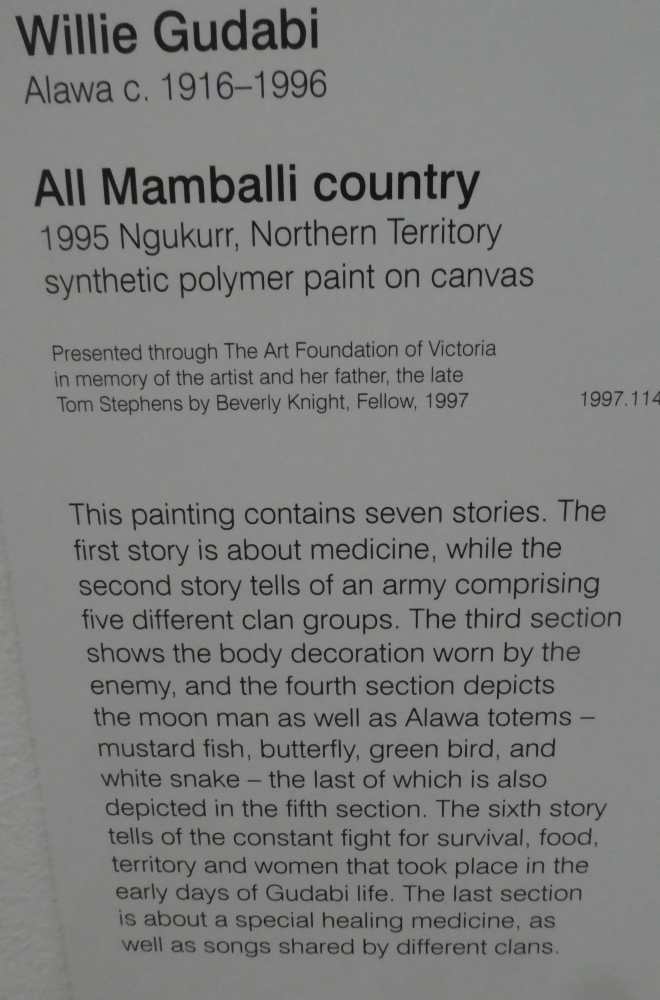 Willie Gudabi
Alawa c. 1916–1996
All Mamballi country
1995 Ngukurr, Northern Territory
synthetic polymer paint on canvas
Presented through The Art Foundation of Victoria
in memory of the artist and her father, the late
Tom Stephens by Beverly Knight, Fellow, 1997
1997.114
This painting contains seven stories. The
first story is about medicine, while the
second story tells of an army comprising
five different clan groups. The third section
shows the body decoration worn by the
enemy, and the fourth section depicts
the moon man as well as Alawa totems –
mustard fish, butterfly, green bird, and
white snake – the last of which is also
depicted in the fifth section. The sixth story
tells of the constant fight for survival, food,
territory and women that took place in the
early days of Gudabi life. The last section
is about a special healing medicine, as
well as songs shared by different clans.